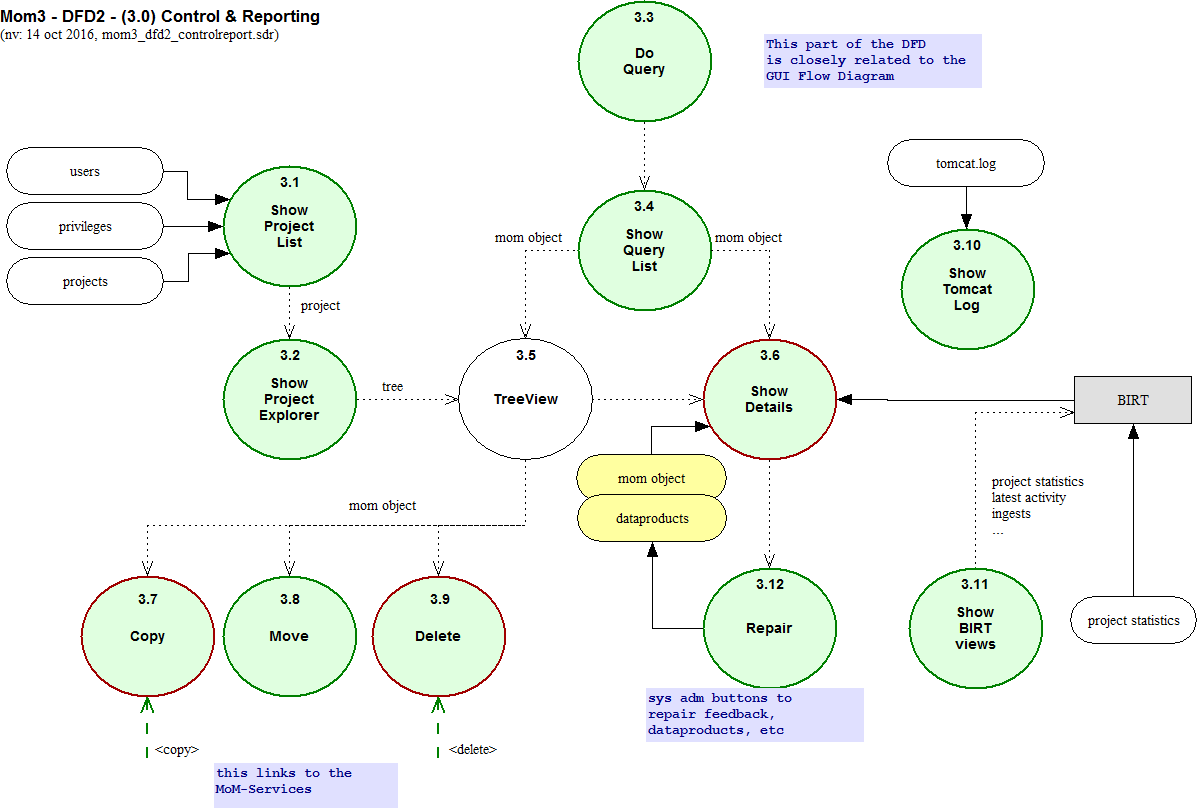 Mom3 - DFD2 - (3.0) Control & Reporting
(nv: 14 oct 2016, mom3_dfd2_controlreport.sdr)
3.3
Do
Query
This part of the DFD
is closely related to the
GUI Flow Diagram
users
privileges
projects
3.1
Show
Project
List
project
3.4
Show
Query
List
mom object
mom object
tomcat.log
3.10
Show
Tomcat
Log
3.2
Show
Project
Explorer
tree
3.5
TreeView
3.6
Show
Details
BIRT
mom object
dataproducts
project statistics
latest activity
ingests
...
mom object
3.7
Copy
3.8
Move
3.9
Delete
3.12
Repair
3.11
Show
BIRT
views
project statistics
sys adm buttons to
repair feedback,
dataproducts, etc
<copy>
<delete>
this links to the
MoM-Services